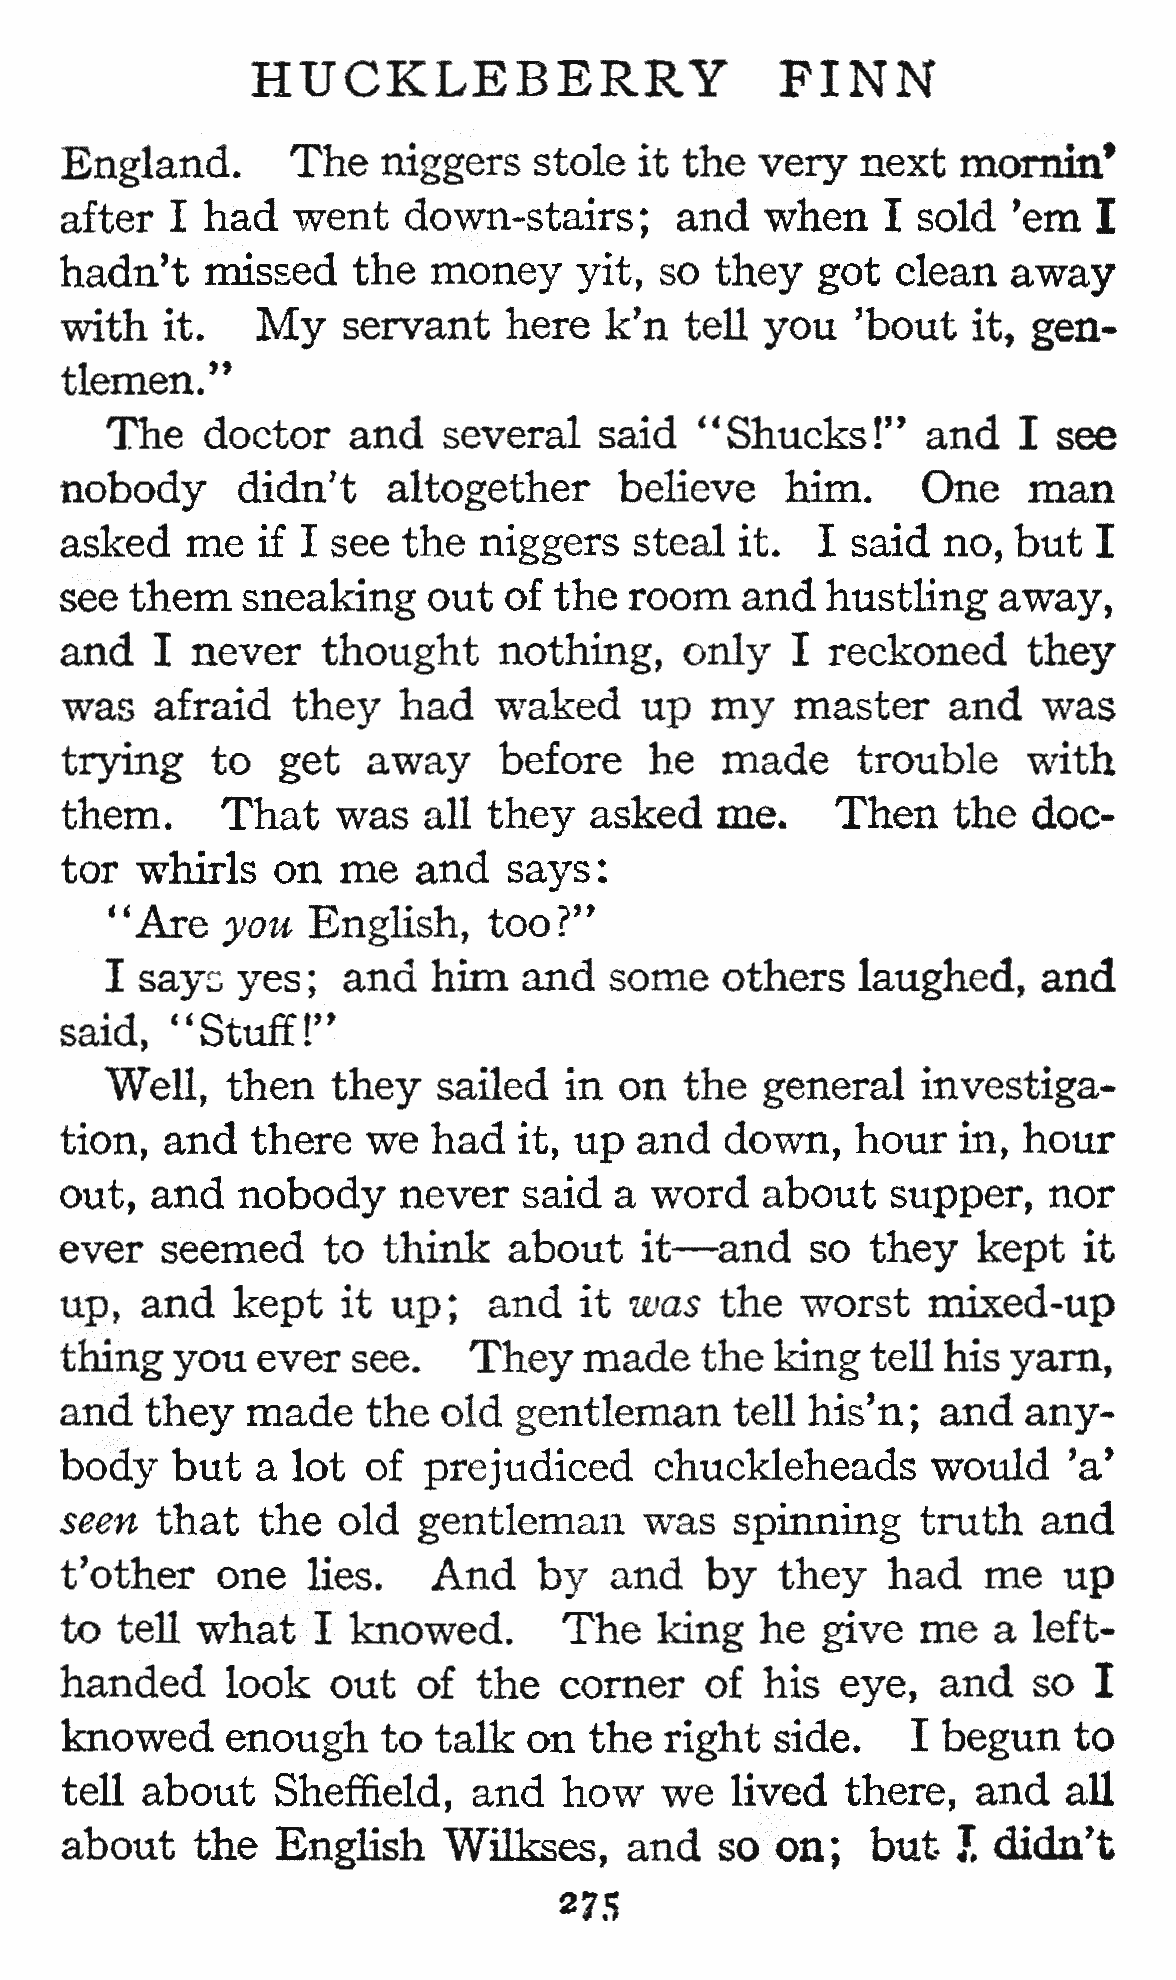 HUCKLEBERRY FINN
England. The niggers stole it the very next mornin'
after I had went down-stairs; and when I sold 'em I
hadn't missed the money yit, so they got clean away
with it. My servant here k'n tell you 'bout it, gen-
tlemen."
The doctor and several said "Shucks!" and I see
nobody didn't altogether believe him. One man
asked me if I see the niggers steal it. I said no, but I
see them sneaking out of the room and hustling away,
and I never thought nothing, only I reckoned they
was afraid they had waked up my master and was
trying to get away before he made trouble with
them. That was all they asked me. Then the doc-
tor whirls on me and says:
"Are you English, too?"
I says yes; and him and some others laughed, and
said, "Stuff!"
Well, then they sailed in on the general investiga-
tion, and there we had it, up and down, hour in, hour
out, and nobody never said a word about supper, nor
ever seemed to think about it—and so they kept it
up, and kept it up; and it was the worst mixed-up
thing you ever see. They made the king tell his yarn,
and they made the old gentleman tell his'n; and any-
body but a lot of prejudiced chuckleheads would 'a'
seen that the old gentleman was spinning truth and
t'other one lies. And by and by they had me up
to tell what I knowed. The king he give me a left-
handed look out of the corner of his eye, and so I
knowed enough to talk on the right side. I begun to
tell about Sheffield, and how we lived there, and all
about the English Wilkses, and so on; but I didn't
275